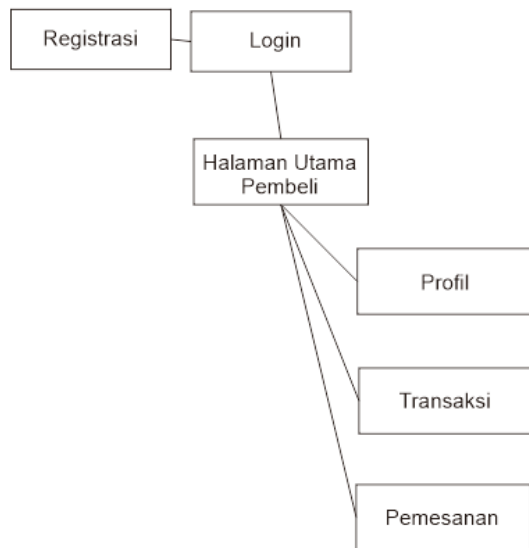 Registrasi
Login
Halaman Utama
Pembeli
Profil
Transaksi
Pemesanan